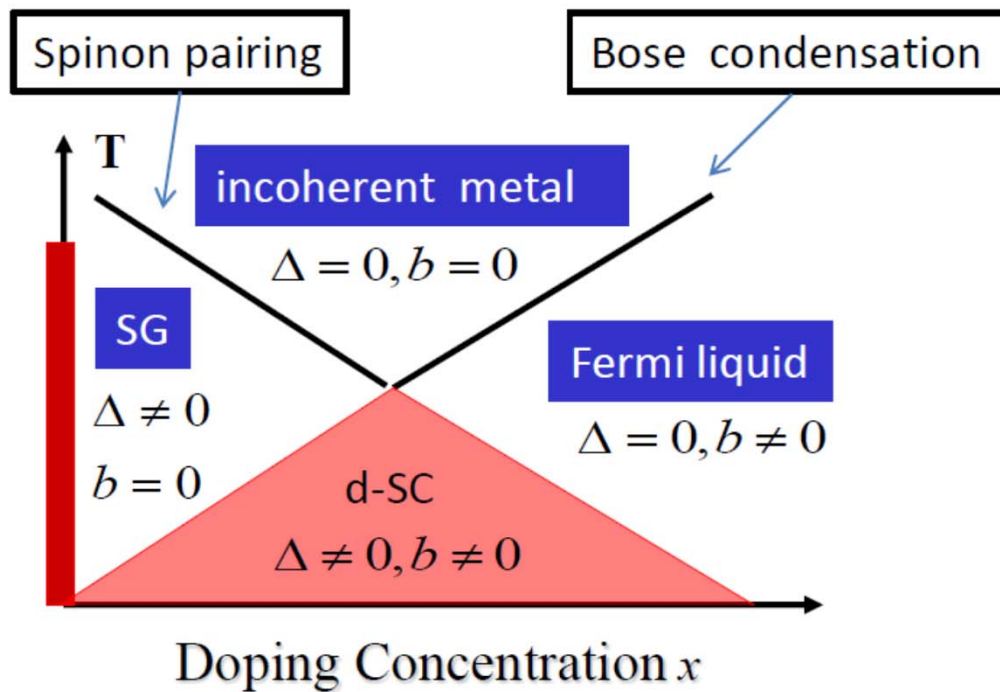 Spinon pairing
Bose condensation
T
incoherent metal
Δ = 0, b = 0
SG
Δ ≠ 0
b = 0
Fermi liquid
Δ = 0, b ≠ 0
d-SC
Δ ≠ 0, b ≠ 0
Doping Concentration x